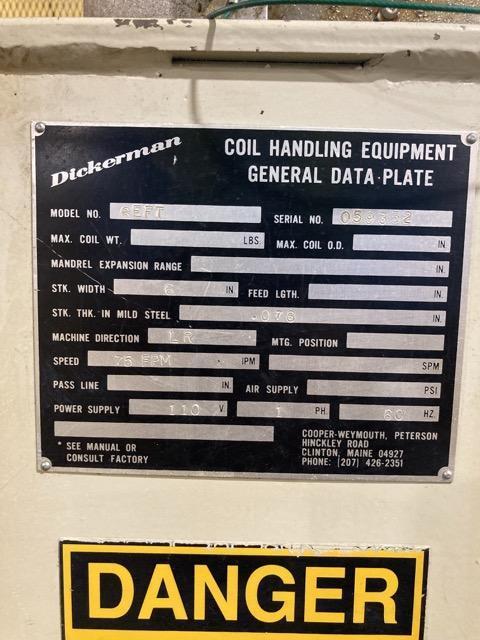 Dickerman
COIL HANDLING EQUIPMENT
GENERAL DATA PLATE
MODEL NO. SERIAL NO.
MAX. COIL WT. LBS. MAX. COIL O.D. IN.
MANDREL EXPANSION RANGE IN.
STK. WIDTH 6 IN. FEED LGTH. IN.
STK. THK. IN MILD STEEL .076 IN.
MACHINE DIRECTION LR MTG. POSITION
SPEED 75 FPM IPM SPM
PASS LINE IN. AIR SUPPLY PSI
POWER SUPPLY 110 V. 1 PH. 60 HZ
* SEE MANUAL OR
CONSULT FACTORY
COOPER-WEYMOUTH, PETERSON
HINCKLEY ROAD
CLINTON, MAINE 04927
PHONE: (207) 426-2351
DANGER